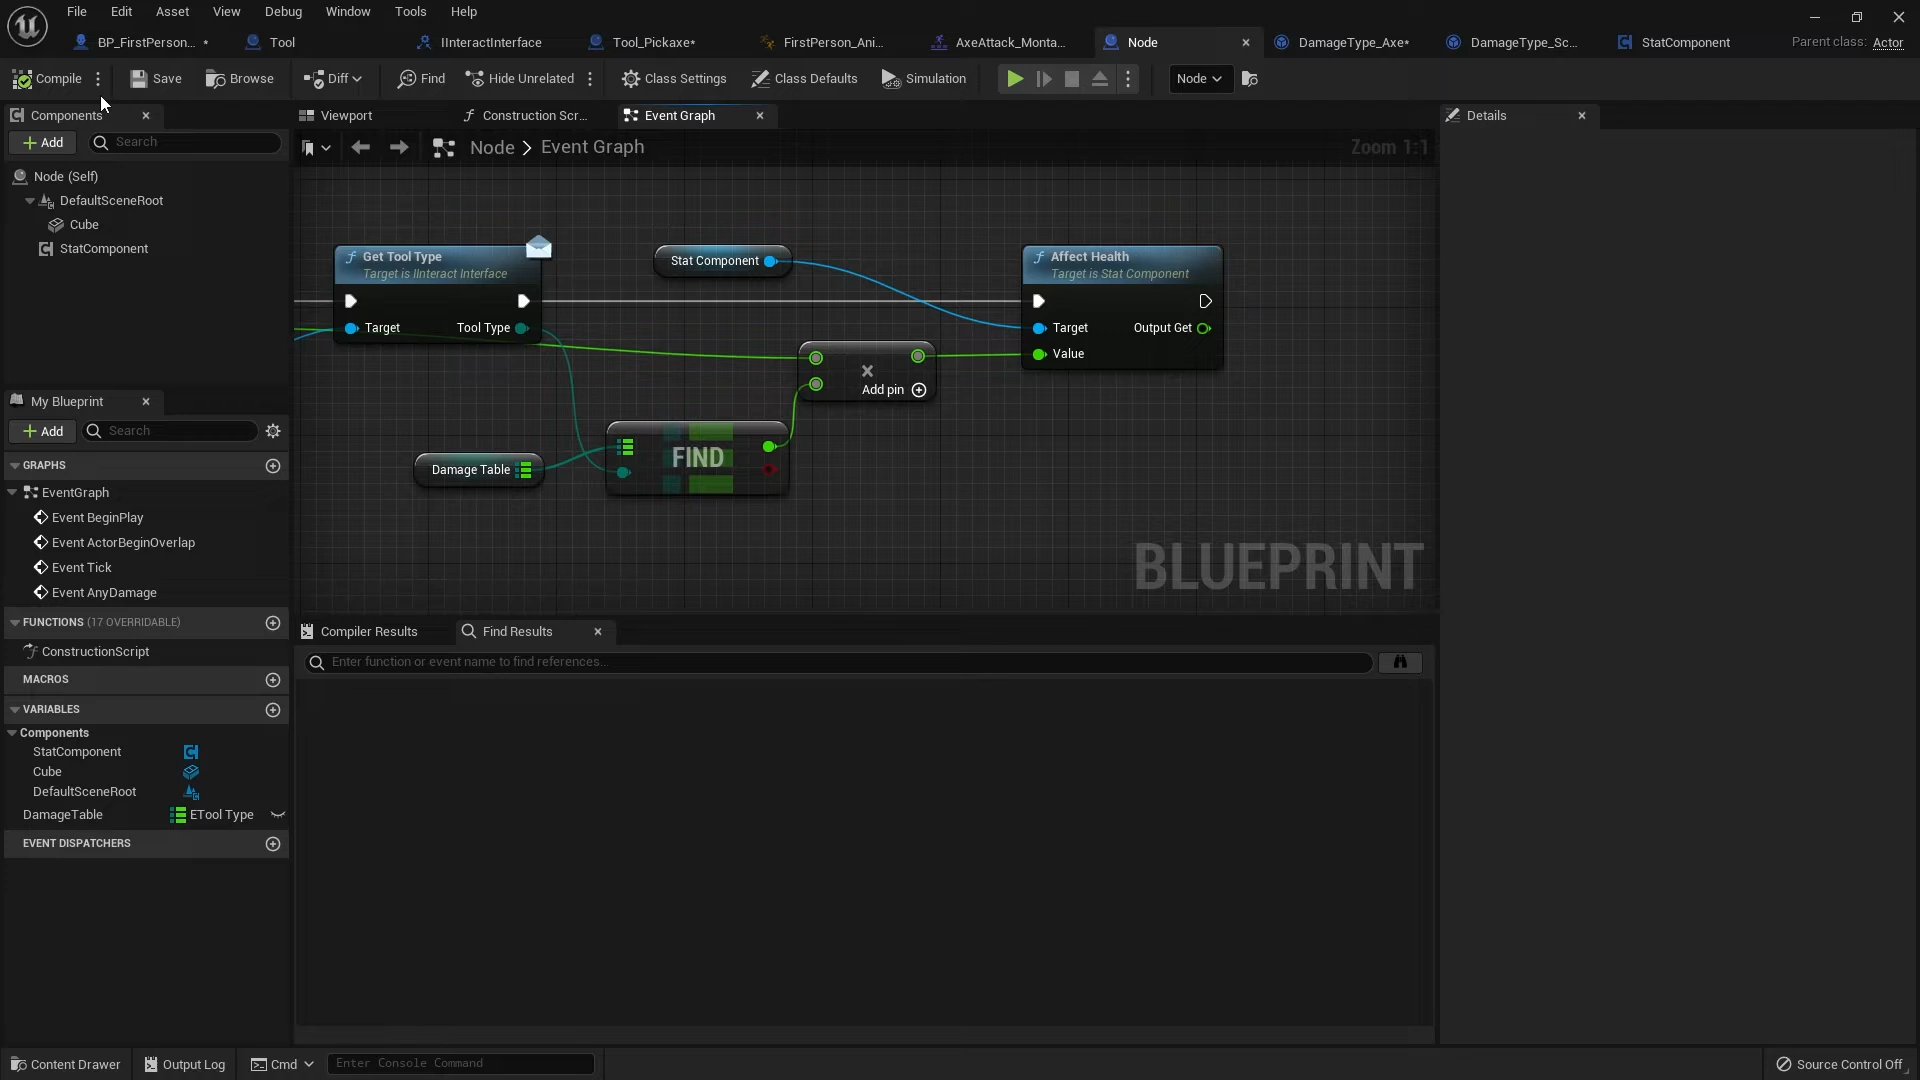 File Edit Asset View Debug Window Tools Help
BP_FirstPerson... * Tool IInteractInterface Tool_Pickaxe* FirstPerson_Ani... AxeAttack_Monta... Node DamageType_Axe* DamageType_Sc... StatComponent Parent class: Actor
Compile Save Browse Diff Find Hide Unrelated Class Settings Class Defaults Simulation Node
Components Viewport Construction Scr... Event Graph Details
Add Search
Node > Event Graph Zoom 1:1
Node (Self)
DefaultSceneRoot
Cube
StatComponent
Get Tool Type
Target is IInteract Interface
Target Tool Type
Stat Component
Affect Health
Target is Stat Component
Target Output Get
Value
Add pin
Damage Table
FIND
BLUEPRINT
My Blueprint
Add Search
GRAPHS
EventGraph
Event BeginPlay
Event ActorBeginOverlap
Event Tick
Event AnyDamage
FUNCTIONS (17 OVERRIDABLE)
ConstructionScript
MACROS
VARIABLES
Components
StatComponent
Cube
DefaultSceneRoot
DamageTable ETool Type
EVENT DISPATCHERS
Compiler Results Find Results
Enter function or event name to find references...
Content Drawer Output Log Cmd Enter Console Command Source Control Off